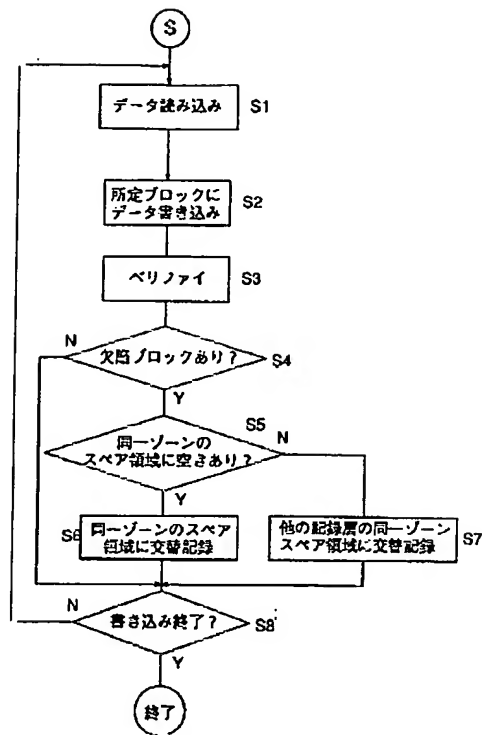 S
データ読み込み
S1
所定ブロックに
データ書き込み
S2
ベリファイ
S3
N
欠陥ブロックあり?
S4
Y
S5
同一ゾーンの
スペア領域に空きあり?
N
Y
S6
同一ゾーンのスペア
領域に交替記録
他の記録層の同一ゾーン
スペア領域に交替記録
S7
N
書き込み終了?
S8
Y
終了